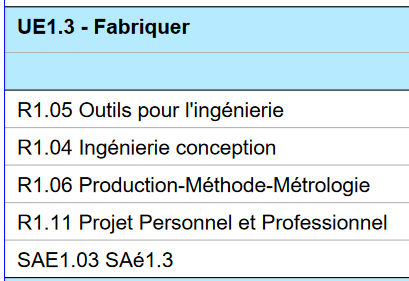 UE1.3 - Fabriquer
R1.05 Outils pour l'ingénierie
R1.04 Ingénierie conception
R1.06 Production-Méthode-Métrologie
R1.11 Projet Personnel et Professionnel
SAE1.03 SAé1.3